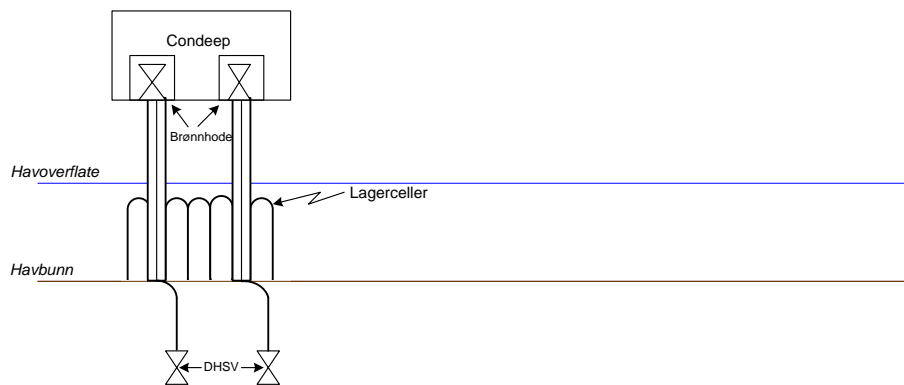 Condeep
Brønnhode
Havoverflate
Lagerceller
Havbunn
DHSV